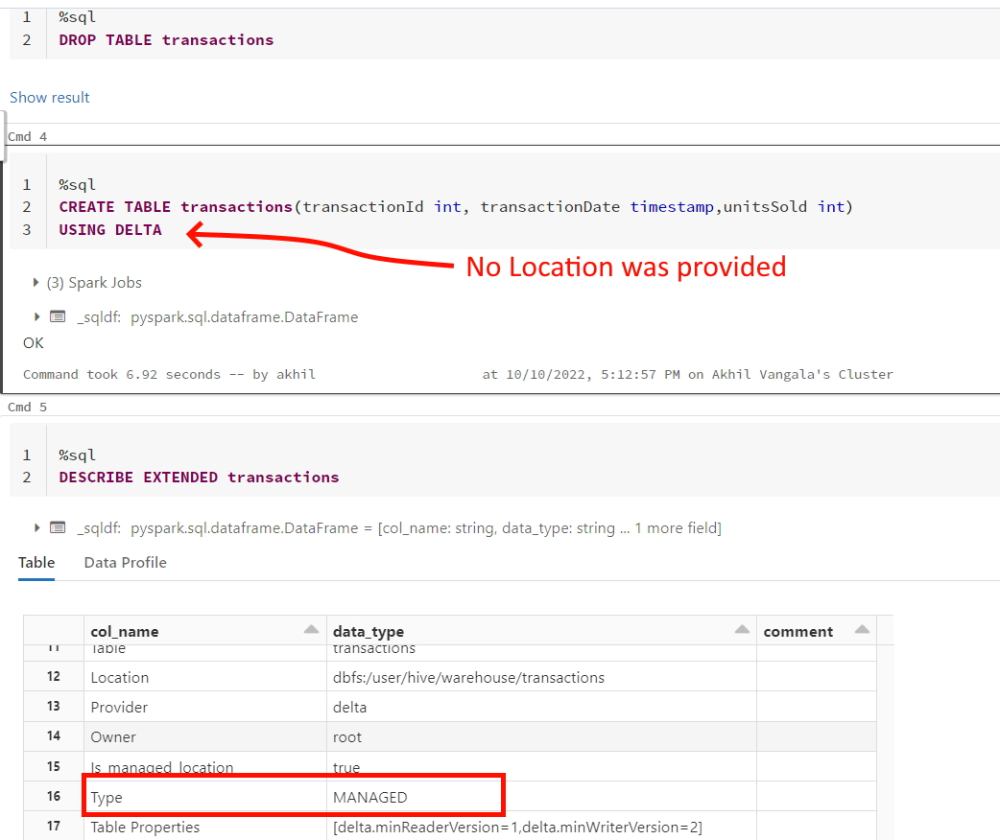 1 %sql
2 DROP TABLE transactions
Show result
Cmd 4
1 %sql
2 CREATE TABLE transactions(transactionId int, transactionDate timestamp,unitsSold int)
3 USING DELTA
No Location was provided
(3) Spark Jobs
_sqldf: pyspark.sql.dataframe.DataFrame
OK
Command took 6.92 seconds -- by akhil at 10/10/2022, 5:12:57 PM on Akhil Vangala's Cluster
Cmd 5
1 %sql
2 DESCRIBE EXTENDED transactions
_sqldf: pyspark.sql.dataframe.DataFrame = [col_name: string, data_type: string ... 1 more field]
Table Data Profile
col_name data_type comment
11 Table transactions
12 Location dbfs:/user/hive/warehouse/transactions
13 Provider delta
14 Owner root
15 Is_managed_location true
16 Type MANAGED
17 Table Properties [delta.minReaderVersion=1,delta.minWriterVersion=2]